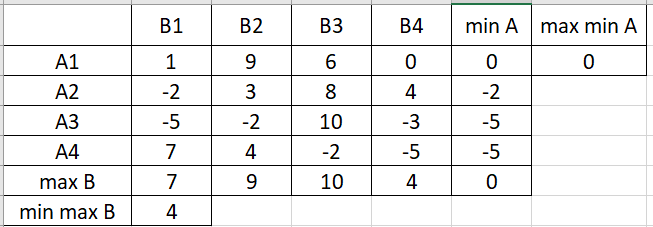 B1 B2 B3 B4 min A max min A
A1 1 9 6 0 0 0
A2 -2 3 8 4 -2
A3 -5 -2 10 -3 -5
A4 7 4 -2 -5 -5
max B 7 9 10 4 0
min max B 4